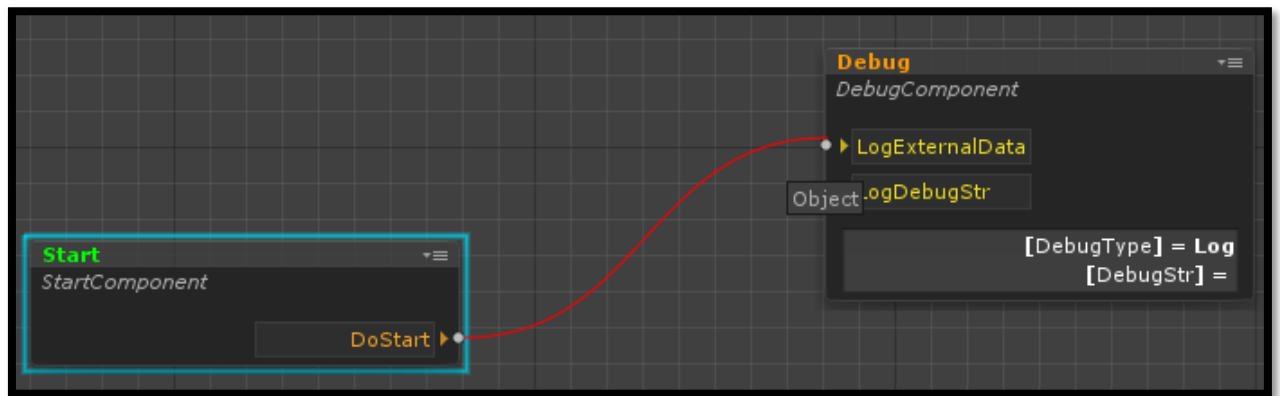 Debug
DebugComponent
LogExternalData
Object
ogDebugStr
[DebugType] = Log
[DebugStr] =
Start
StartComponent
DoStart